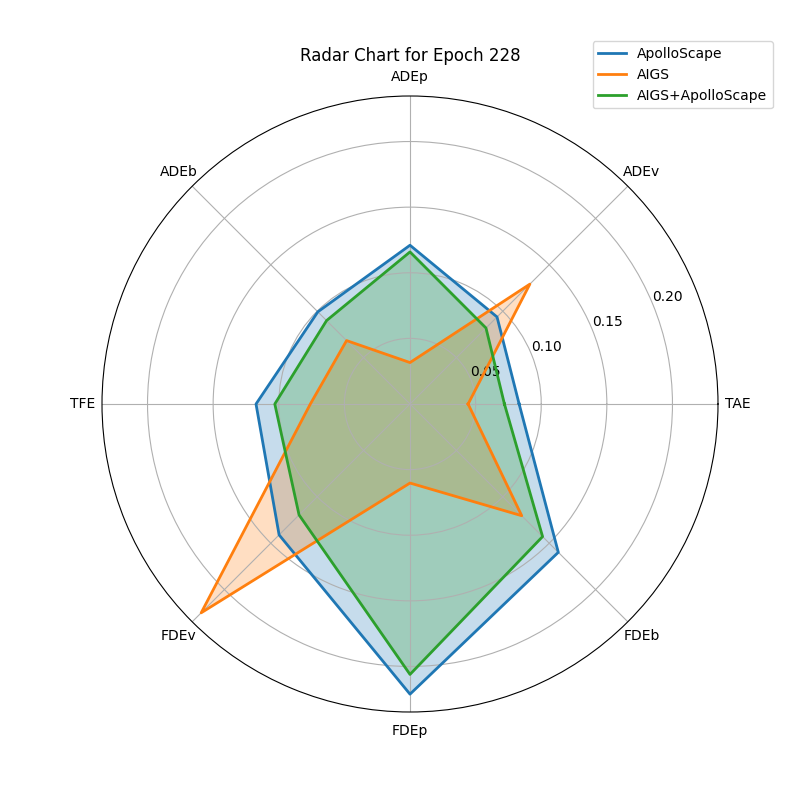 Radar Chart for Epoch 228
ApolloScape
AIGS
AIGS+ApolloScape
ADEp
ADEb
ADEv
0.20
0.15
0.10
0.05
TFE
TAE
FDEv
FDEb
FDEp